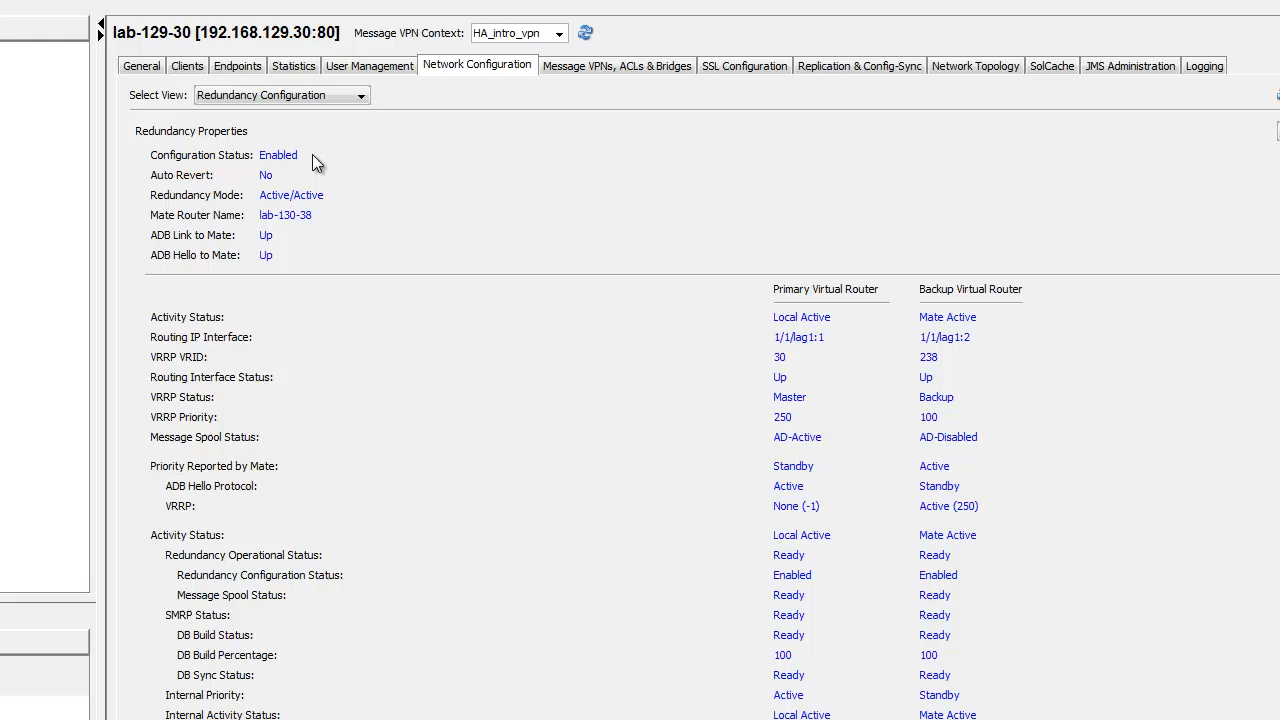 lab-129-30 [192.168.129.30:80] Message VPN Context: HA_intro_vpn
General Clients Endpoints Statistics User Management Network Configuration Message VPNs, ACLs & Bridges SSL Configuration Replication & Config-Sync Network Topology SolCache JMS Administration Logging
Select View: Redundancy Configuration
Redundancy Properties
Configuration Status: Enabled
Auto Revert: No
Redundancy Mode: Active/Active
Mate Router Name: lab-130-38
ADB Link to Mate: Up
ADB Hello to Mate: Up
Primary Virtual Router Backup Virtual Router
Activity Status: Local Active Mate Active
Routing IP Interface: 1/1/lag1:1 1/1/lag1:2
VRRP VRID: 30 238
Routing Interface Status: Up Up
VRRP Status: Master Backup
VRRP Priority: 250 100
Message Spool Status: AD-Active AD-Disabled
Priority Reported by Mate: Standby Active
ADB Hello Protocol: Active Standby
VRRP: None (-1) Active (250)
Activity Status: Local Active Mate Active
Redundancy Operational Status: Ready Ready
Redundancy Configuration Status: Enabled Enabled
Message Spool Status: Ready Ready
SMRP Status: Ready Ready
DB Build Status: Ready Ready
DB Build Percentage: 100 100
DB Sync Status: Ready Ready
Internal Priority: Active Standby
Internal Activity Status: Local Active Mate Active